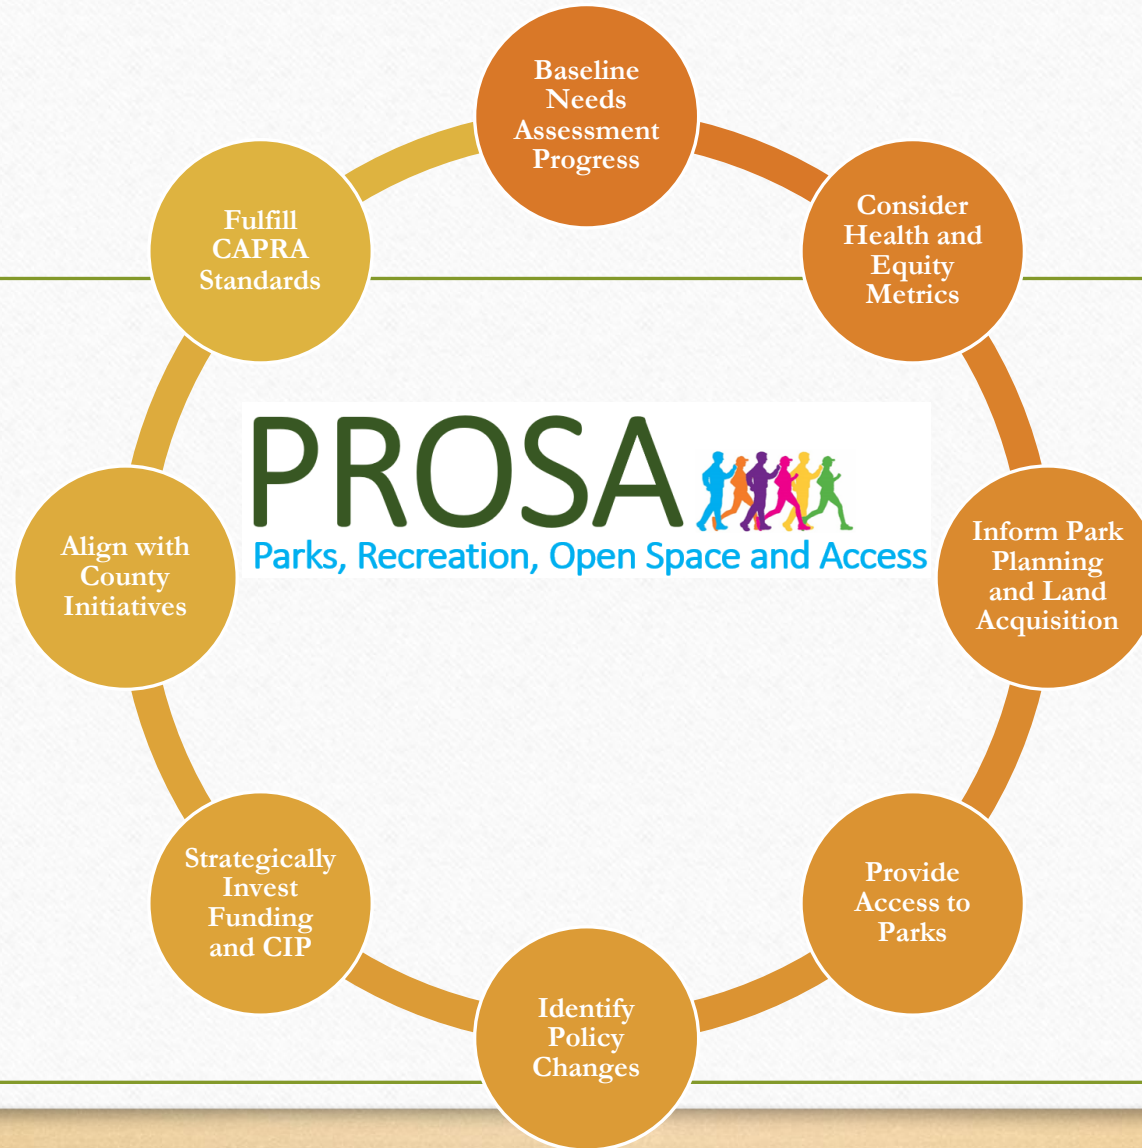 Baseline
Needs
Assessment
Progress
Consider
Health and
Equity
Metrics
Inform Park
Planning
and Land
Acquisition
Provide
Access to
Parks
Identify
Policy
Changes
Strategically
Invest
Funding
and CIP
Align with
County
Initiatives
Fulfill
CAPRA
Standards
PROSA
Parks, Recreation, Open Space and Access